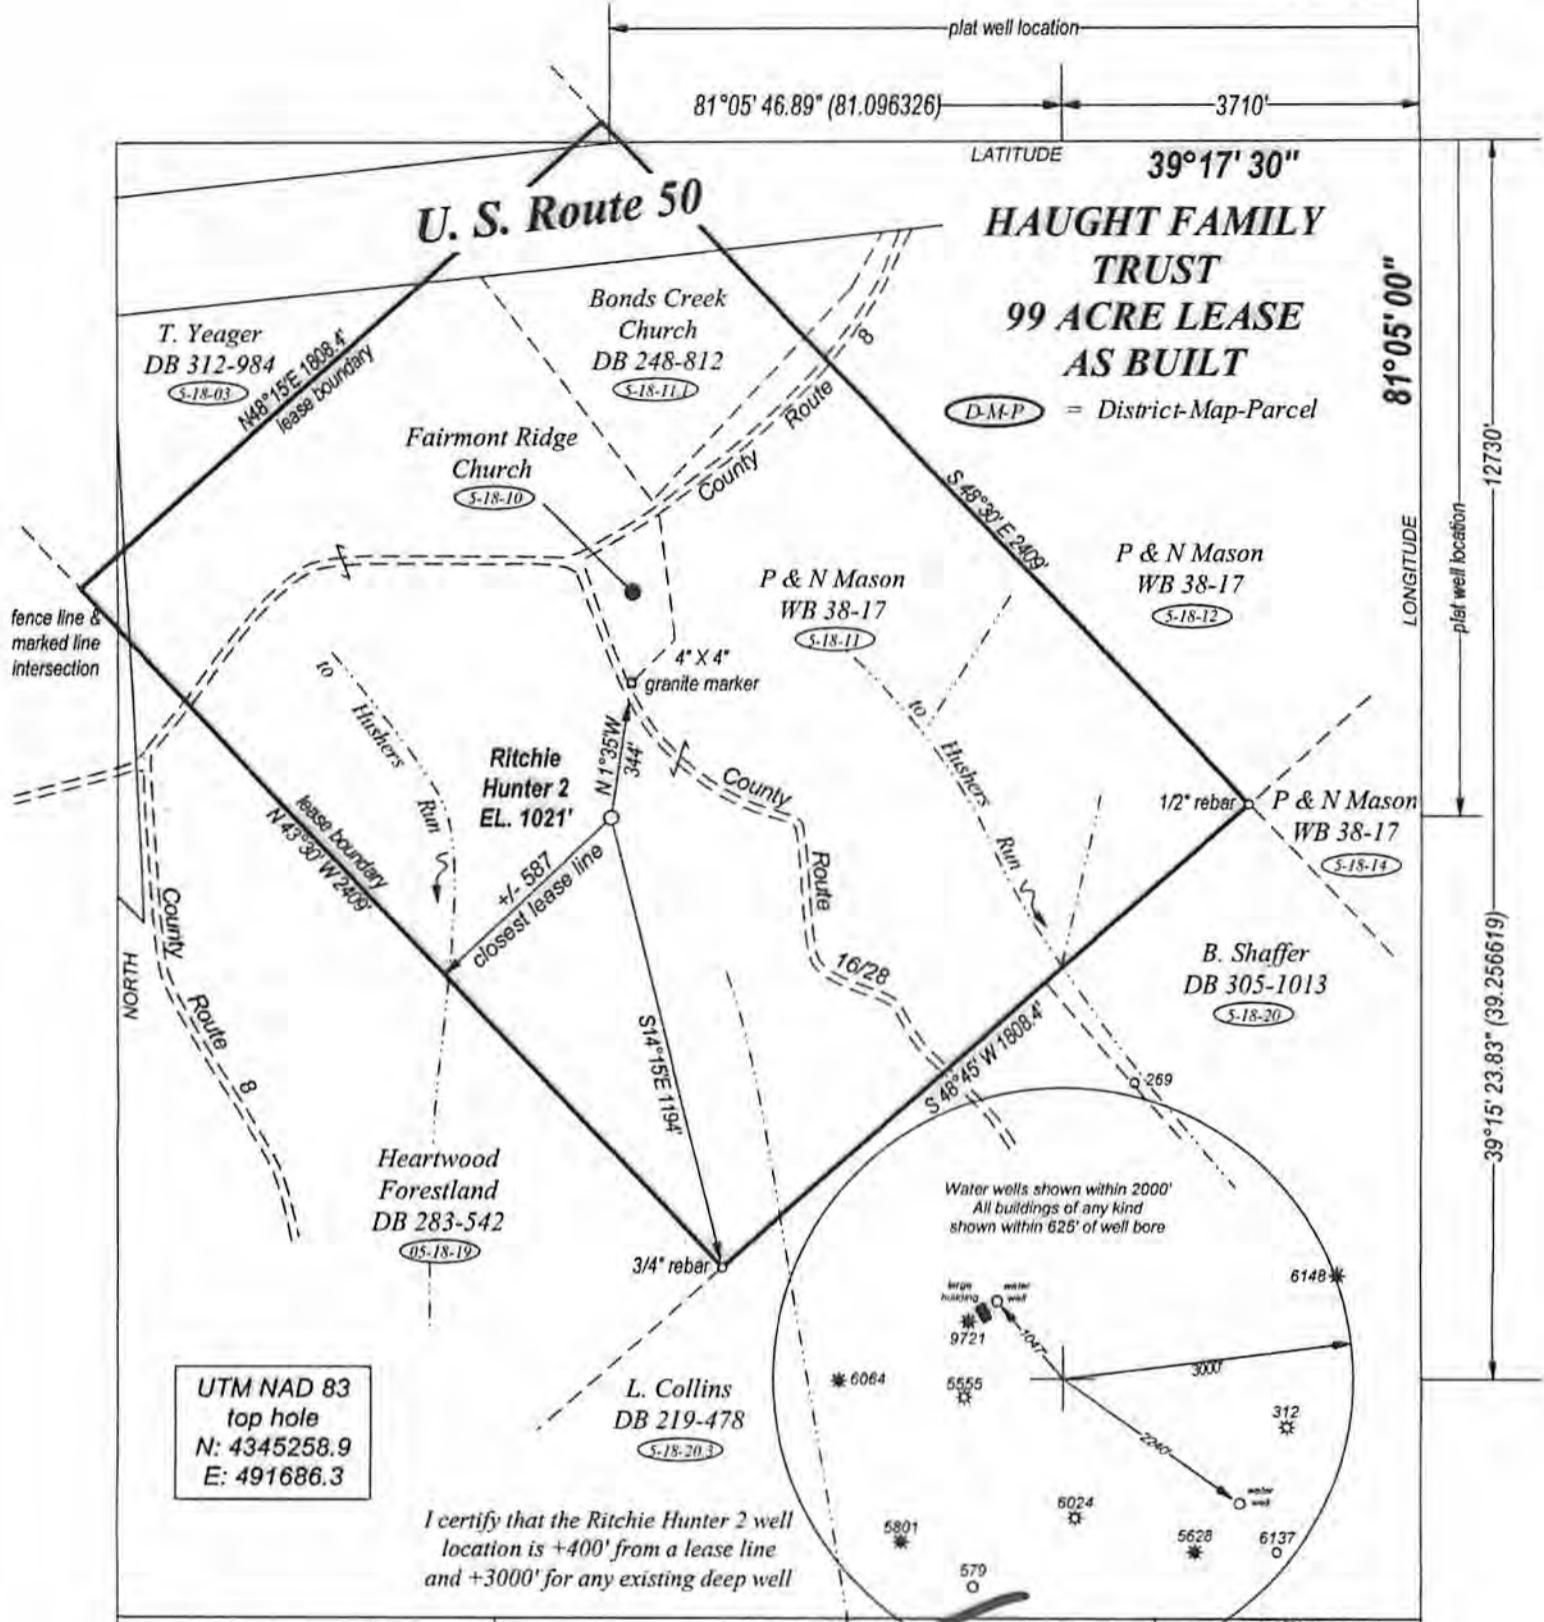 plat well location
81°05' 46.89" (81.096326)
3710'
LATITUDE
39°17' 30"
HAUGHT FAMILY
TRUST
99 ACRE LEASE
AS BUILT
D-M-P = District-Map-Parcel
81°05' 00"
LONGITUDE
12730'
plat well location
39°15' 23.83" (39.256619)
U. S. Route 50
T. Yeager
DB 312-984
5-18-03
N48°15'E 1808.4'
lease boundary
Bonds Creek
Church
DB 248-812
5-18-11.1
Fairmont Ridge
Church
5-18-10
County
Route
8
S 48°30' E 2409'
P & N Mason
WB 38-17
5-18-11
P & N Mason
WB 38-17
5-18-12
fence line &
marked line
intersection
to
Hushers
Run
4" X 4"
granite marker
N 1°35'W
344'
Ritchie
Hunter 2
EL. 1021'
to
Hushers
Run
1/2" rebar
P & N Mason
WB 38-17
5-18-14
lease boundary
N 43°30' W 2409'
+/- 587
closest lease line
County
Route
16/28
NORTH
County
Route
8
S14°15'E 1194'
S 48°45' W 1808.4'
B. Shaffer
DB 305-1013
5-18-20
269
Heartwood
Forestland
DB 283-542
05-18-19
3/4" rebar
Water wells shown within 2000'
All buildings of any kind
shown within 625' of well bore
large
building
water
well
9721
1047'
6148
3000'
6064
5555
312
2240'
water
well
6024
5801
5628
6137
579
UTM NAD 83
top hole
N: 4345258.9
E: 491686.3
L. Collins
DB 219-478
5-18-20.3
I certify that the Ritchie Hunter 2 well
location is +400' from a lease line
and +3000' for any existing deep well